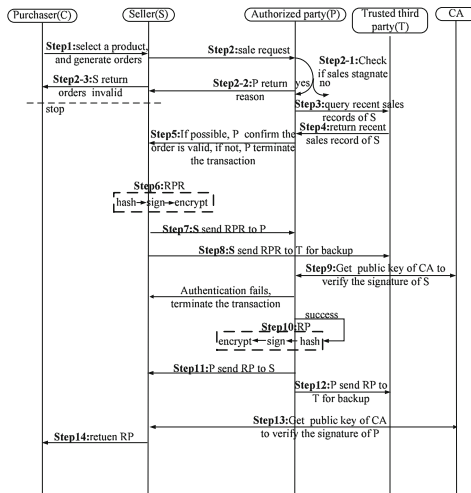 Purchaser(C)
Seller(S)
Authorized party(P)
Trusted third
party(T)
CA
Step1:select a product,
and generate orders
Step2:sale request
Step2-1:Check
if sales stagnate
Step2-3:S return
orders invalid
Step2-2:P return
reason
yes
no
stop
Step3:query recent sales
records of S
Step4:return recent
sales record of S
Step5:If possible, P confirm the
order is valid, if not, P terminate
the transaction
Step6:RPR
hash sign encrypt
Step7:S send RPR to P
Step8:S send RPR to T for backup
Step9:Get public key of CA to
verify the signature of S
Authentication fails,
terminate the transaction
success
Step10:RP
encrypt sign hash
Step11:P send RP to S
Step12:P send RP to
T for backup
Step13:Get public key of CA
to verify the signature of P
Step14:retuen RP